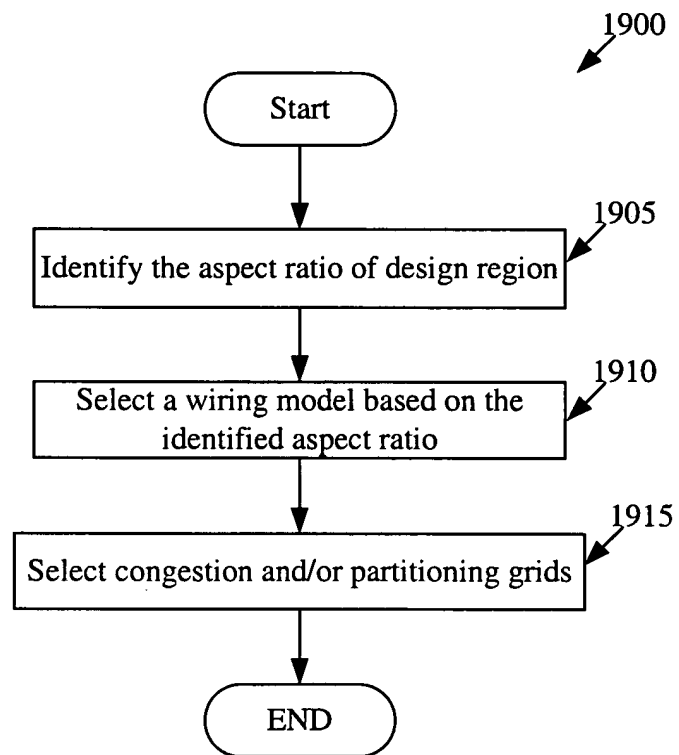 1900
Start
1905
Identify the aspect ratio of design region
1910
Select a wiring model based on the
identified aspect ratio
1915
Select congestion and/or partitioning grids
END